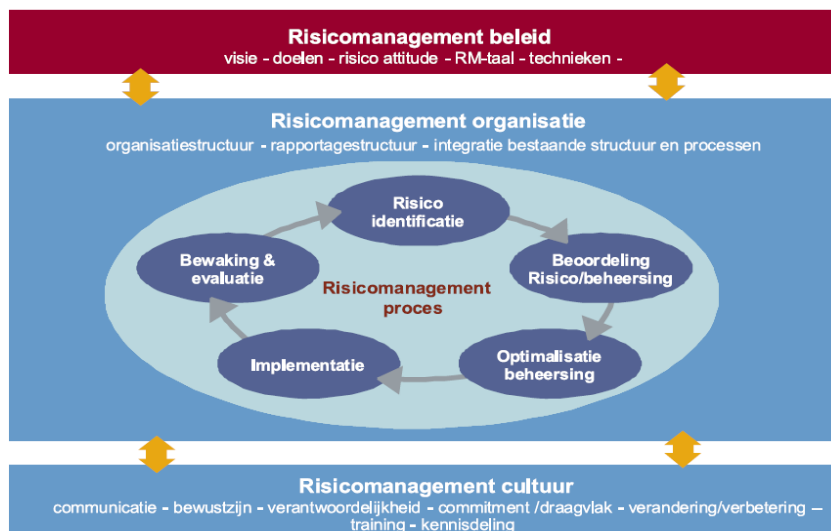 Risicomanagement beleid
visie - doelen - risico attitude - RM-taal - technieken -
Risicomanagement organisatie
organisatiestructuur - rapportagestructuur - integratie bestaande structuur en processen
Risico
identificatie
Beoordeling
Risico/beheersing
Optimalisatie
beheersing
Implementatie
Bewaking &
evaluatie
Risicomanagement
proces
Risicomanagement cultuur
communicatie - bewustzijn - verantwoordelijkheid - commitment /draagvlak - verandering/verbetering –
training - kennisdeling